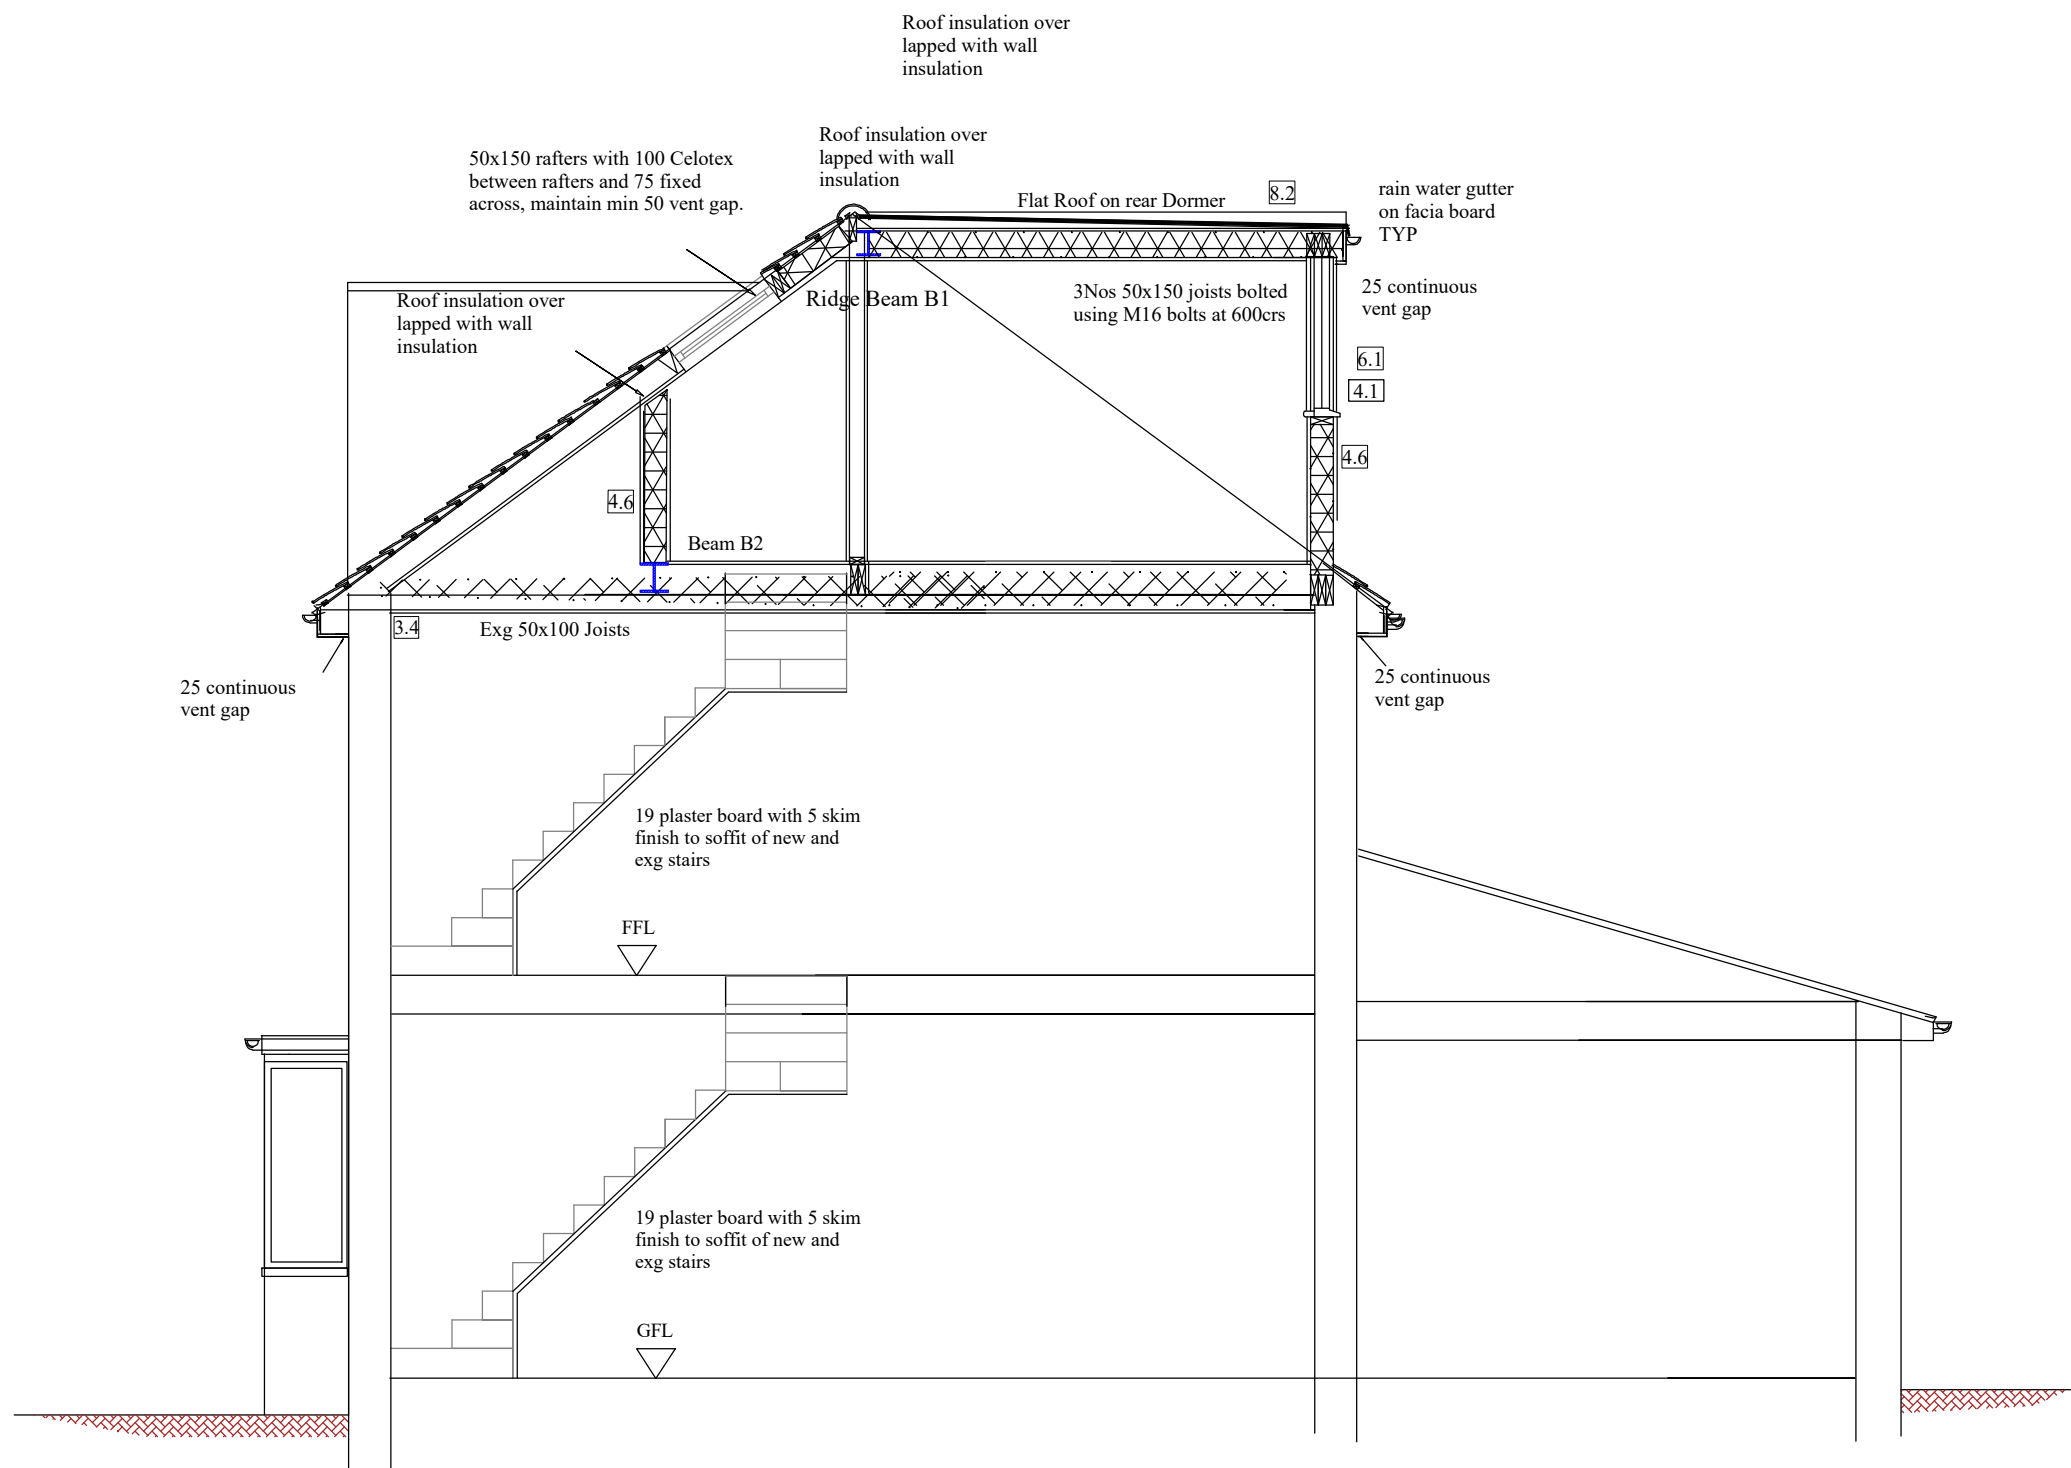 Roof insulation over
lapped with wall
insulation
Roof insulation over
lapped with wall
insulation
50x150 rafters with 100 Celotex
between rafters and 75 fixed
across, maintain min 50 vent gap.
Flat Roof on rear Dormer
8.2
rain water gutter
on facia board
TYP
Roof insulation over
lapped with wall
insulation
Ridge Beam B1
3Nos 50x150 joists bolted
using M16 bolts at 600crs
25 continuous
vent gap
6.1
4.1
4.6
4.6
Beam B2
3.4
Exg 50x100 Joists
25 continuous
vent gap
25 continuous
vent gap
19 plaster board with 5 skim
finish to soffit of new and
exg stairs
FFL
19 plaster board with 5 skim
finish to soffit of new and
exg stairs
GFL